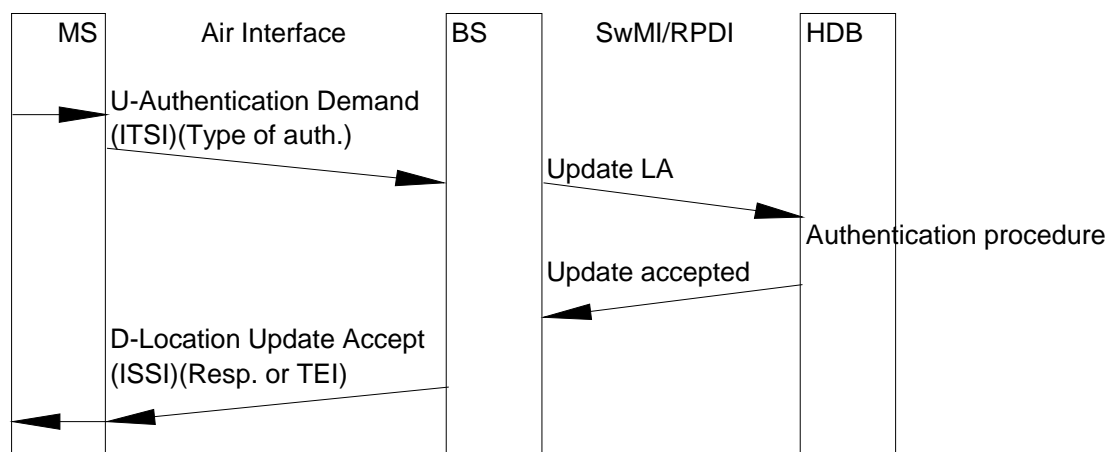 MS Air Interface BS SwMI/RPDI HDB
U-Authentication Demand
(ITSI)(Type of auth.)
Update LA
Authentication procedure
Update accepted
D-Location Update Accept
(ISSI)(Resp. or TEI)